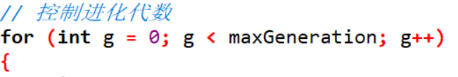 // 控制进化代数
for (int g = 0; g < maxGeneration; g++)
{